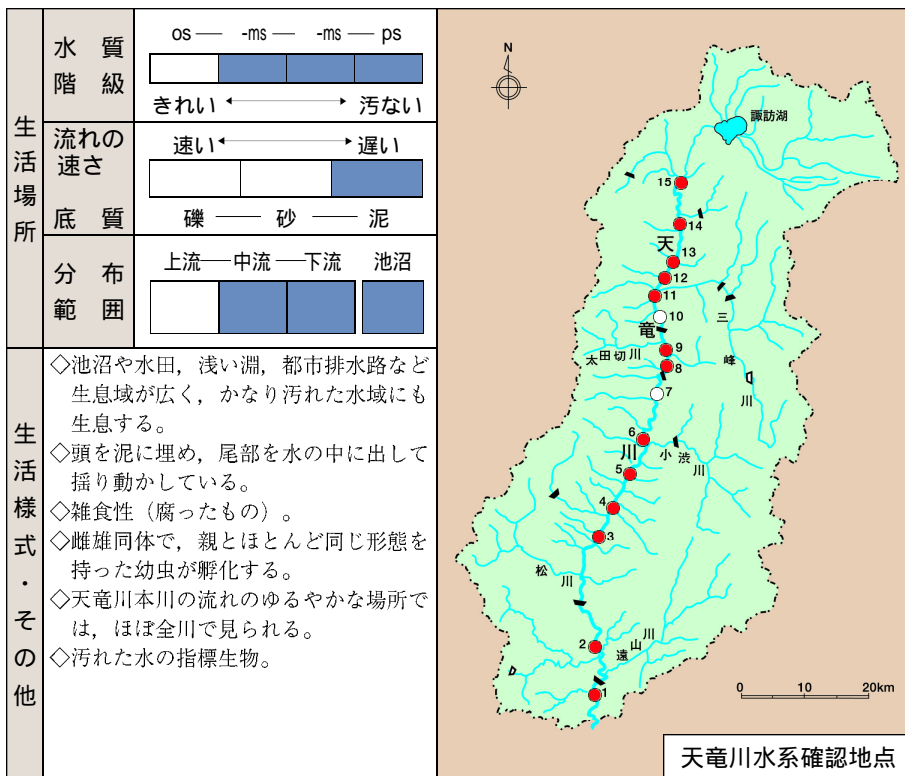 生活場所
水質
階級
os — -ms — -ms — ps
きれい 汚ない
流れの
速さ
速い 遅い
底質
礫 — 砂 — 泥
分布
範囲
上流 — 中流 — 下流 池沼
生活様式・その他
◇池沼や水田，浅い淵，都市排水路など
生息域が広く，かなり汚れた水域にも
生息する。
◇頭を泥に埋め，尾部を水の中に出して
揺り動かしている。
◇雑食性（腐ったもの）。
◇雌雄同体で，親とほとんど同じ形態を
持った幼虫が孵化する。
◇天竜川本川の流れのゆるやかな場所で
は，ほぼ全川で見られる。
◇汚れた水の指標生物。
N
諏訪湖
15
14
天
13
12
11
10
竜
三峰川
太田切川
9
8
7
6
川
小渋川
5
4
3
松川
2
遠山川
1
0 10 20km
天竜川水系確認地点